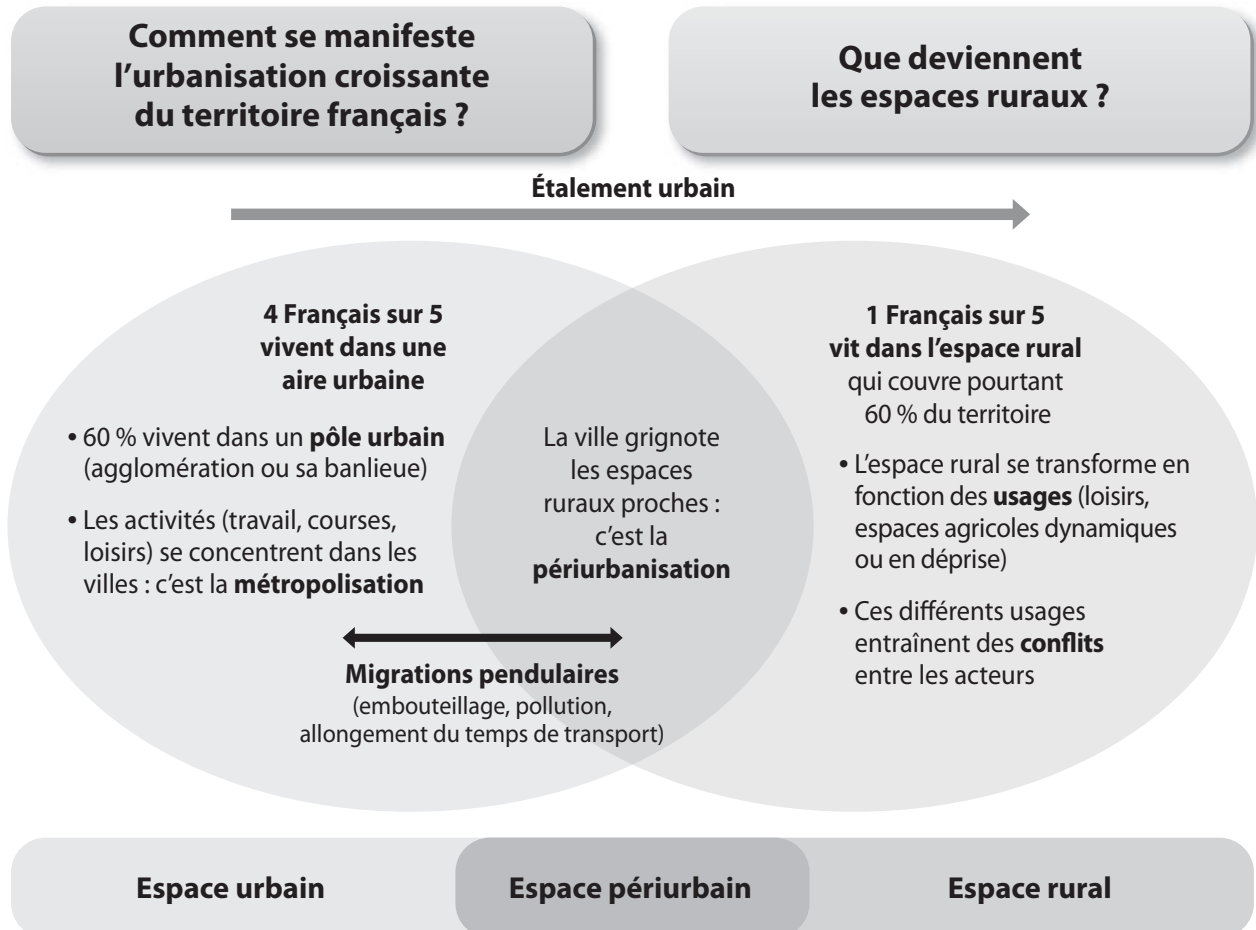 Comment se manifeste
l’urbanisation croissante
du territoire français ?
Que deviennent
les espaces ruraux ?
Étalement urbain
4 Français sur 5
vivent dans une
aire urbaine
• 60 % vivent dans un pôle urbain
(agglomération ou sa banlieue)
• Les activités (travail, courses,
loisirs) se concentrent dans les
villes : c’est la métropolisation
La ville grignote
les espaces
ruraux proches :
c’est la
périurbanisation
Migrations pendulaires
(embouteillage, pollution,
allongement du temps de transport)
1 Français sur 5
vit dans l’espace rural
qui couvre pourtant
60 % du territoire
• L’espace rural se transforme en
fonction des usages (loisirs,
espaces agricoles dynamiques
ou en déprise)
• Ces différents usages
entraînent des conflits
entre les acteurs
Espace urbain
Espace périurbain
Espace rural